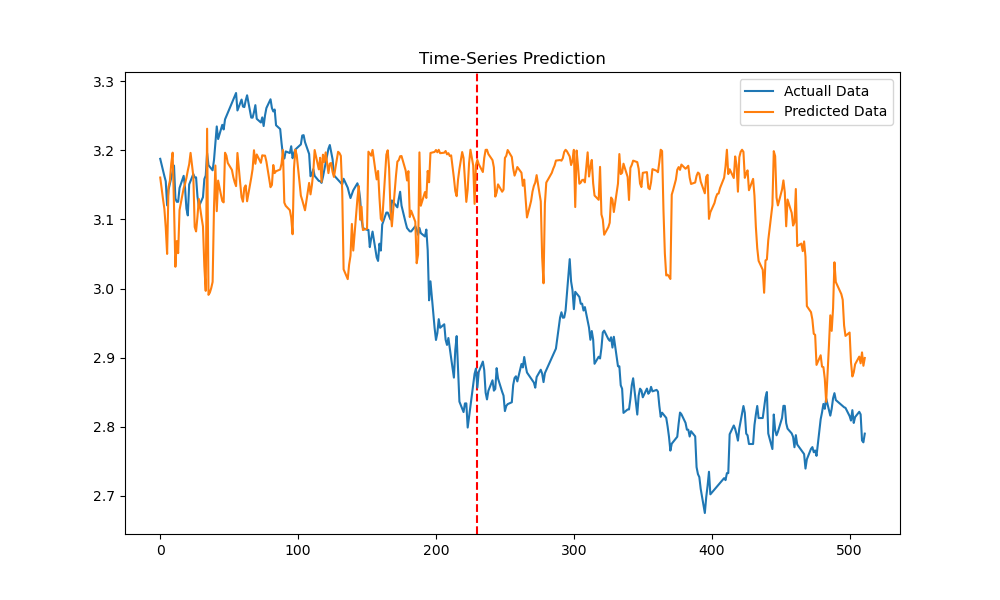 Time-Series Prediction
Actuall Data
Predicted Data
3.3
3.2
3.1
3.0
2.9
2.8
2.7
0 100 200 300 400 500